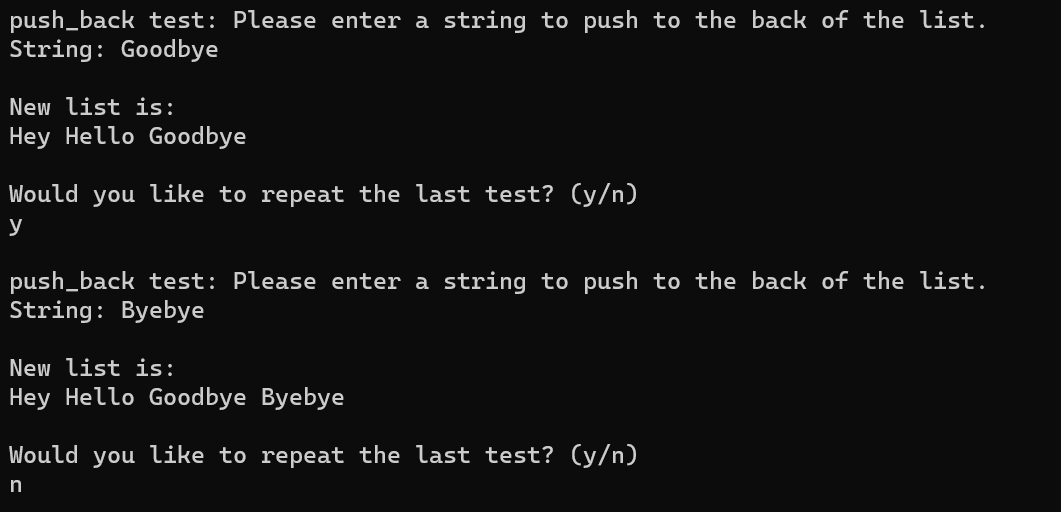 push_back test: Please enter a string to push to the back of the list.
String: Goodbye
New list is:
Hey Hello Goodbye
Would you like to repeat the last test? (y/n)
y
push_back test: Please enter a string to push to the back of the list.
String: Byebye
New list is:
Hey Hello Goodbye Byebye
Would you like to repeat the last test? (y/n)
n